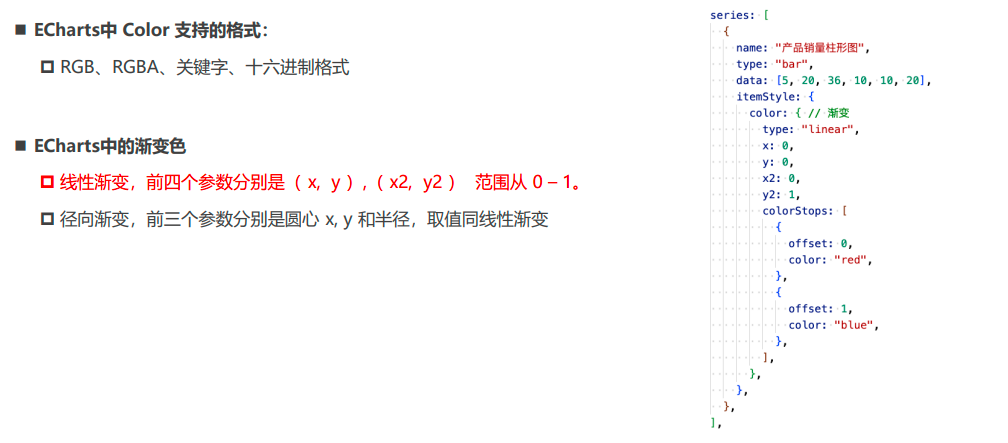 ECharts中 Color 支持的格式：
RGB、RGBA、关键字、十六进制格式
ECharts中的渐变色
线性渐变，前四个参数分别是（ x, y ）,（ x2, y2 ） 范围从 0 – 1。
径向渐变，前三个参数分别是圆心 x, y 和半径，取值同线性渐变
series: [
{
name: "产品销量柱形图",
type: "bar",
data: [5, 20, 36, 10, 10, 20],
itemStyle: {
color: { // 渐变
type: "linear",
x: 0,
y: 0,
x2: 0,
y2: 1,
colorStops: [
{
offset: 0,
color: "red",
},
{
offset: 1,
color: "blue",
},
],
},
},
},
],